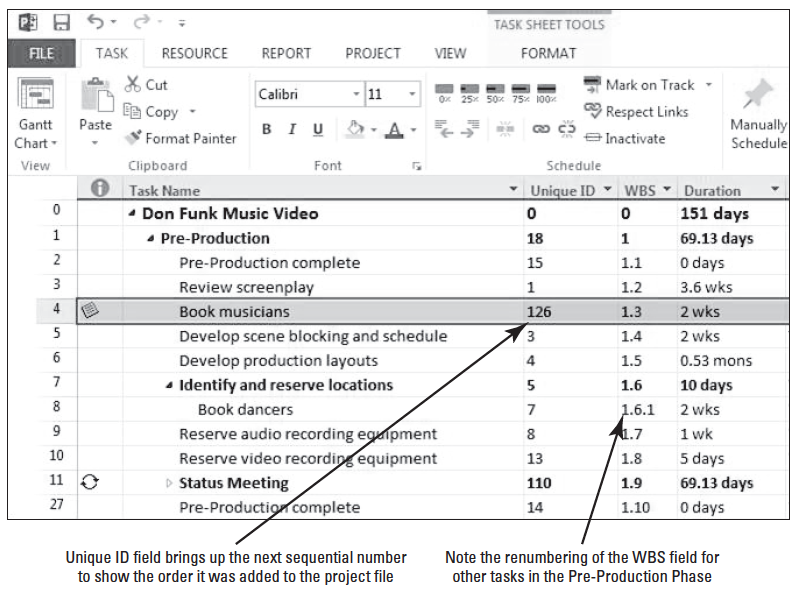 TASK SHEET TOOLS
FILE TASK RESOURCE REPORT PROJECT VIEW FORMAT
Gantt Chart
View
Paste
Cut
Copy
Format Painter
Clipboard
Calibri 11
B I U A
Font
0% 25% 50% 75% 100%
Mark on Track
Respect Links
Inactivate
Schedule
Manually Schedule
Task Name Unique ID WBS Duration
0 Don Funk Music Video 0 0 151 days
1 Pre-Production 18 1 69.13 days
2 Pre-Production complete 15 1.1 0 days
3 Review screenplay 1 1.2 3.6 wks
4 Book musicians 126 1.3 2 wks
5 Develop scene blocking and schedule 3 1.4 2 wks
6 Develop production layouts 4 1.5 0.53 mons
7 Identify and reserve locations 5 1.6 10 days
8 Book dancers 7 1.6.1 2 wks
9 Reserve audio recording equipment 8 1.7 1 wk
10 Reserve video recording equipment 13 1.8 5 days
11 Status Meeting 110 1.9 69.13 days
27 Pre-Production complete 14 1.10 0 days
Unique ID field brings up the next sequential number
to show the order it was added to the project file
Note the renumbering of the WBS field for
other tasks in the Pre-Production Phase